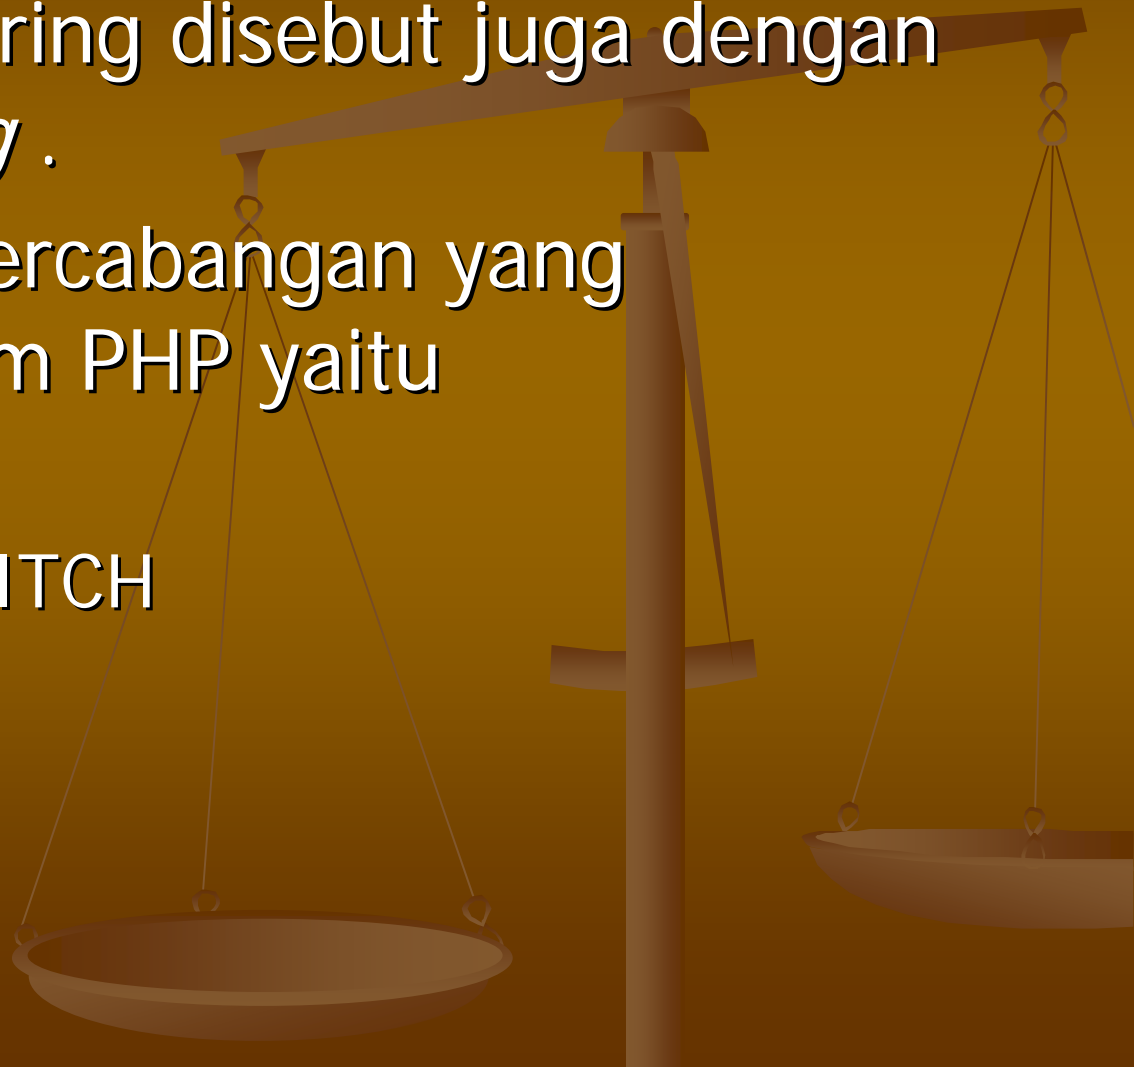 ring disebut juga dengan
g .
ercabangan yang
m PHP yaitu
ITCH